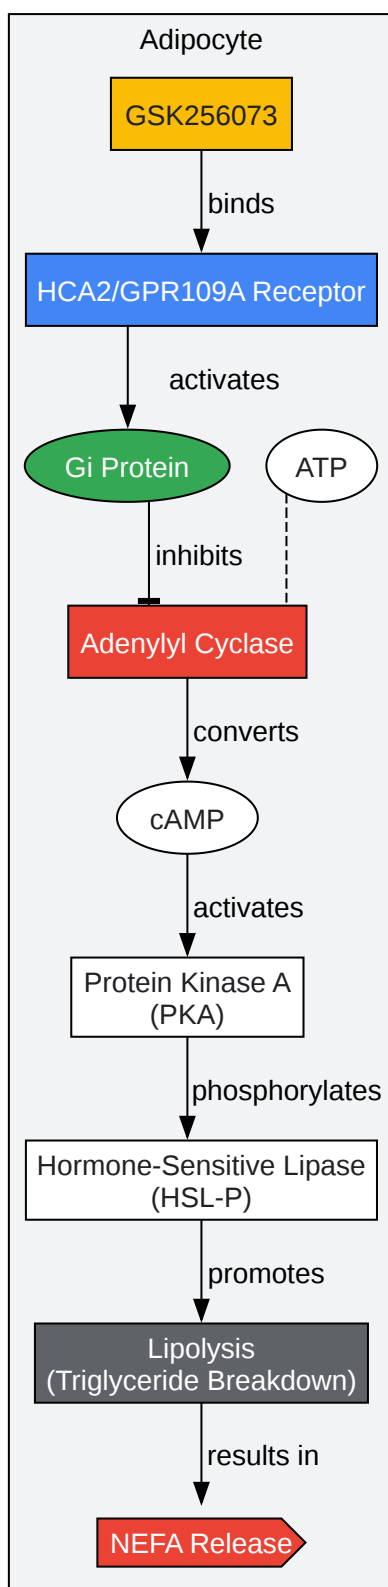 Adipocyte
GSK256073
binds
HCA2/GPR109A Receptor
activates
Gi Protein
ATP
inhibits
Adenylyl Cyclase
converts
cAMP
activates
Protein Kinase A
(PKA)
phosphorylates
Hormone-Sensitive Lipase
(HSL-P)
promotes
Lipolysis
(Triglyceride Breakdown)
results in
NEFA Release